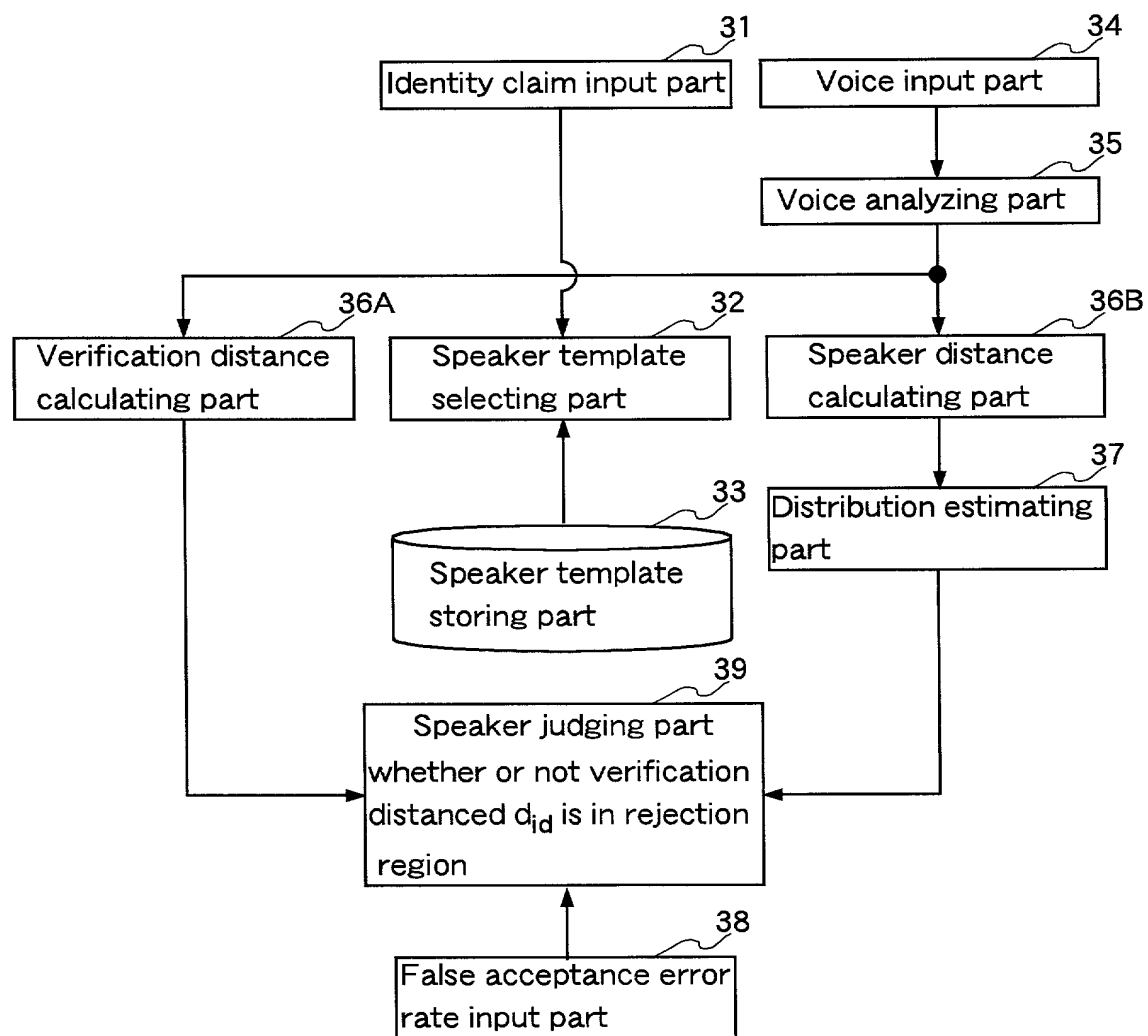 31
Identity claim input part
34
Voice input part
35
Voice analyzing part
36A
Verification distance
calculating part
32
Speaker template
selecting part
36B
Speaker distance
calculating part
33
Speaker template
storing part
37
Distribution estimating
part
39
Speaker judging part
whether or not verification
distanced did is in rejection
region
38
False acceptance error
rate input part